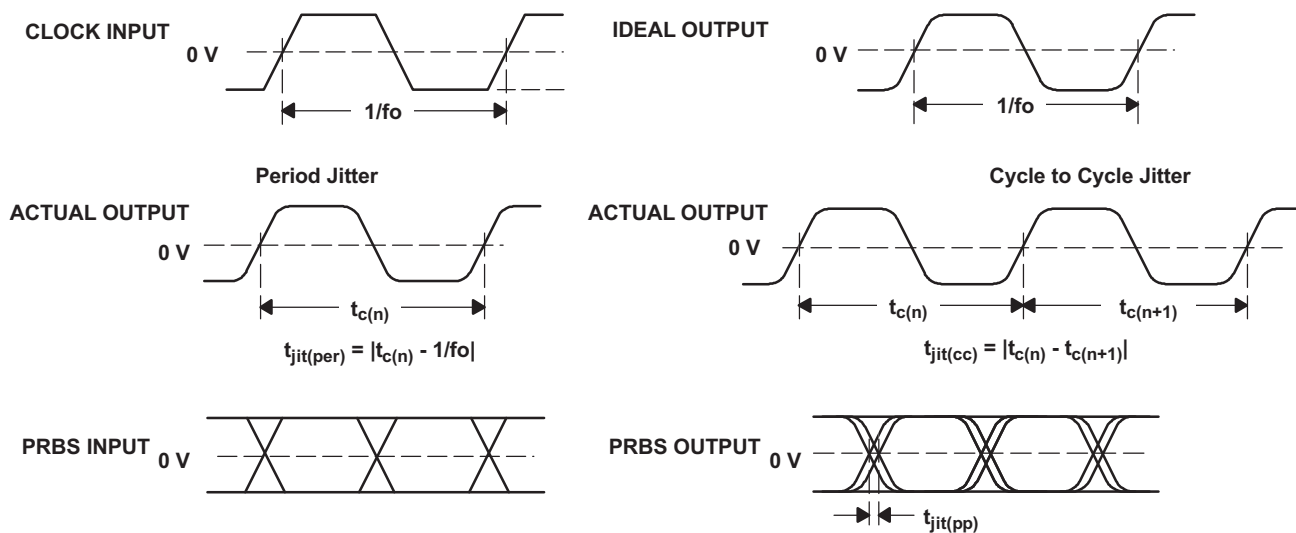 CLOCK INPUT
0 V
1/fo
IDEAL OUTPUT
0 V
1/fo
Period Jitter
ACTUAL OUTPUT
0 V
tc(n)
tjit(per) = |tc(n) - 1/fo|
Cycle to Cycle Jitter
ACTUAL OUTPUT
0 V
tc(n)
tc(n+1)
tjit(cc) = |tc(n) - tc(n+1)|
PRBS INPUT
0 V
PRBS OUTPUT
0 V
tjit(pp)